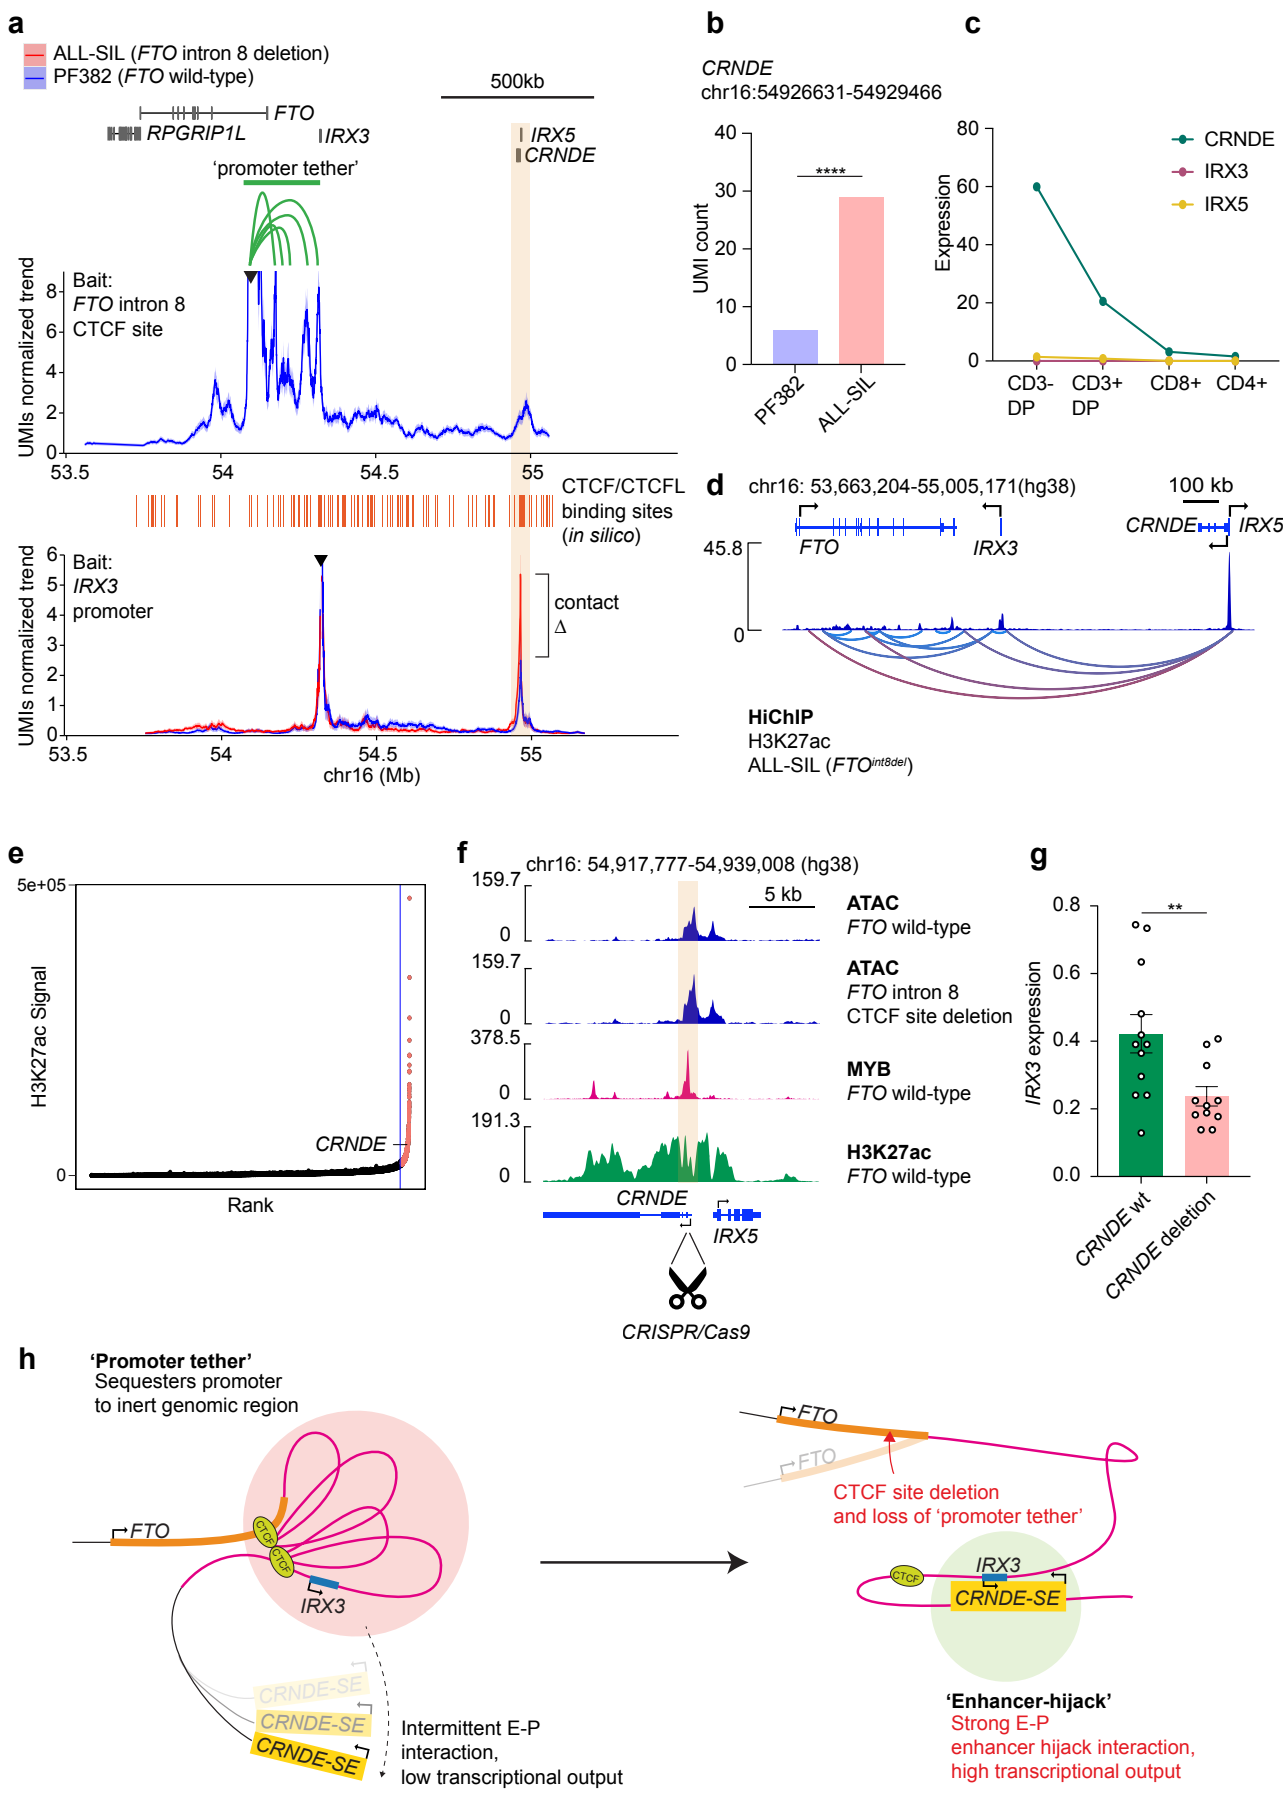 a
ALL-SIL (FTO intron 8 deletion)
PF382 (FTO wild-type)
500kb
FTO
RPGRIP1L
IRX3
IRX5
CRNDE
'promoter tether'
Bait:
FTO intron 8
CTCF site
UMIs normalized trend
8
6
4
2
0
53.5
54
54.5
55
CTCF/CTCFL
binding sites
(in silico)
Bait:
IRX3
promoter
contact
Δ
UMIs normalized trend
6
5
4
3
2
1
0
53.5
54
54.5
55
chr16 (Mb)
b
CRNDE
chr16:54926631-54929466
UMI count
40
30
20
10
0
****
PF382
ALL-SIL
c
Expression
80
60
40
20
0
CRNDE
IRX3
IRX5
CD3-
DP
CD3+
DP
CD8+
CD4+
d
chr16: 53,663,204-55,005,171(hg38)
100 kb
FTO
IRX3
CRNDE
IRX5
45.8
0
HiChIP
H3K27ac
ALL-SIL (FTOint8del)
e
5e+05
0
H3K27ac Signal
CRNDE
Rank
f
chr16: 54,917,777-54,939,008 (hg38)
5 kb
159.7
0
ATAC
FTO wild-type
159.7
0
ATAC
FTO intron 8
CTCF site deletion
378.5
0
MYB
FTO wild-type
191.3
0
H3K27ac
FTO wild-type
CRNDE
IRX5
CRISPR/Cas9
g
IRX3 expression
0.8
0.6
0.4
0.2
0.0
**
CRNDE wt
CRNDE deletion
h
'Promoter tether'
Sequesters promoter
to inert genomic region
FTO
CTCF
CTCF
IRX3
CRNDE-SE
CRNDE-SE
CRNDE-SE
Intermittent E-P
interaction,
low transcriptional output
FTO
FTO
CTCF site deletion
and loss of 'promoter tether'
CTCF
IRX3
CRNDE-SE
'Enhancer-hijack'
Strong E-P
enhancer hijack interaction,
high transcriptional output